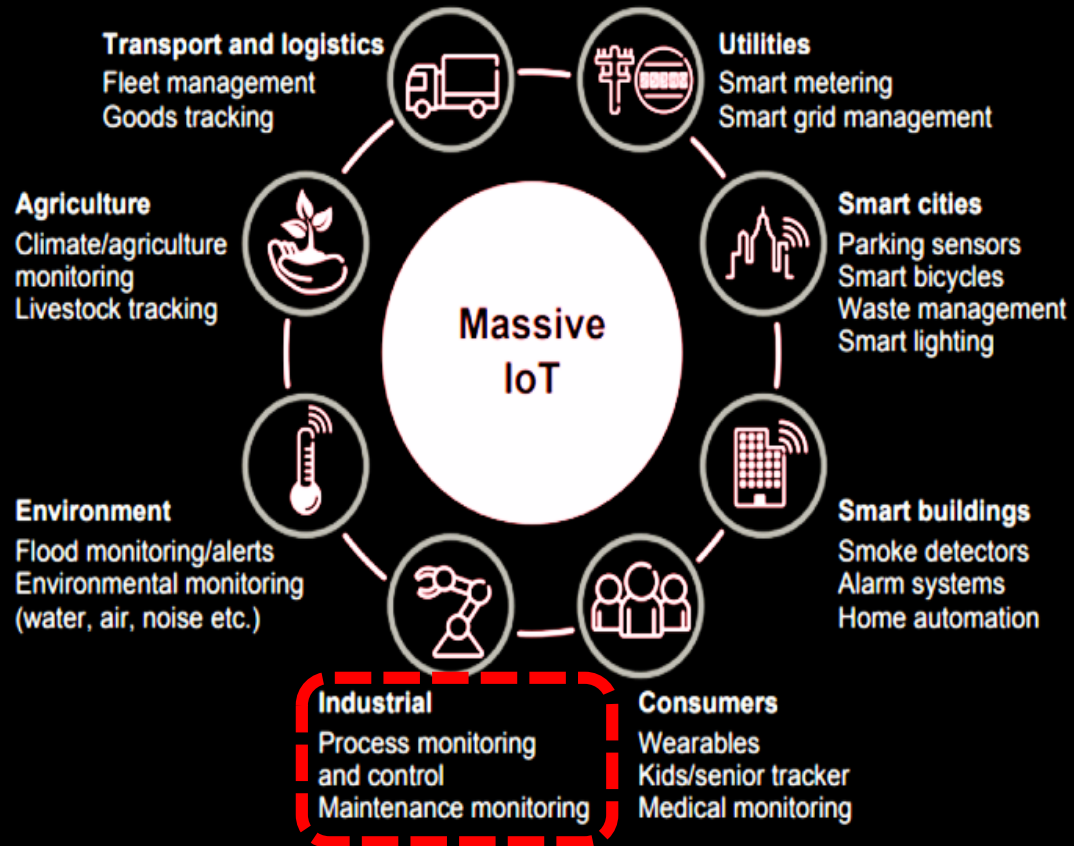 Transport and logistics
Fleet management
Goods tracking
Utilities
Smart metering
Smart grid management
Agriculture
Climate/agriculture
monitoring
Livestock tracking
Smart cities
Parking sensors
Smart bicycles
Waste management
Smart lighting
Massive
IoT
Environment
Flood monitoring/alerts
Environmental monitoring
(water, air, noise etc.)
Smart buildings
Smoke detectors
Alarm systems
Home automation
Industrial
Process monitoring
and control
Maintenance monitoring
Consumers
Wearables
Kids/senior tracker
Medical monitoring